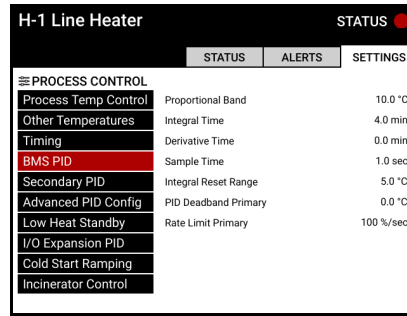 H-1 Line Heater
STATUS
STATUS ALERTS SETTINGS
PROCESS CONTROL
Process Temp Control
Other Temperatures
Timing
BMS PID
Secondary PID
Advanced PID Config
Low Heat Standby
I/O Expansion PID
Cold Start Ramping
Incinerator Control
Proportional Band 10.0 °C
Integral Time 4.0 min
Derivative Time 0.0 min
Sample Time 1.0 sec
Integral Reset Range 5.0 °C
PID Deadband Primary 0.0 °C
Rate Limit Primary 100 %/sec